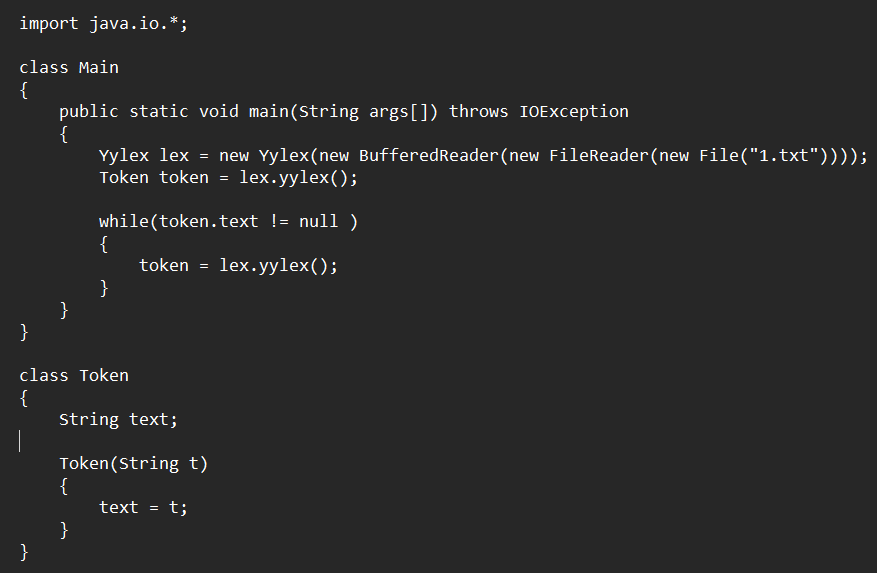 import java.io.*;

class Main
{
    public static void main(String args[]) throws IOException
    {
        Yylex lex = new Yylex(new BufferedReader(new FileReader(new File("1.txt"))));
        Token token = lex.yylex();

        while(token.text != null )
        {
            token = lex.yylex();
        }
    }
}

class Token
{
    String text;

    Token(String t)
    {
        text = t;
    }
}